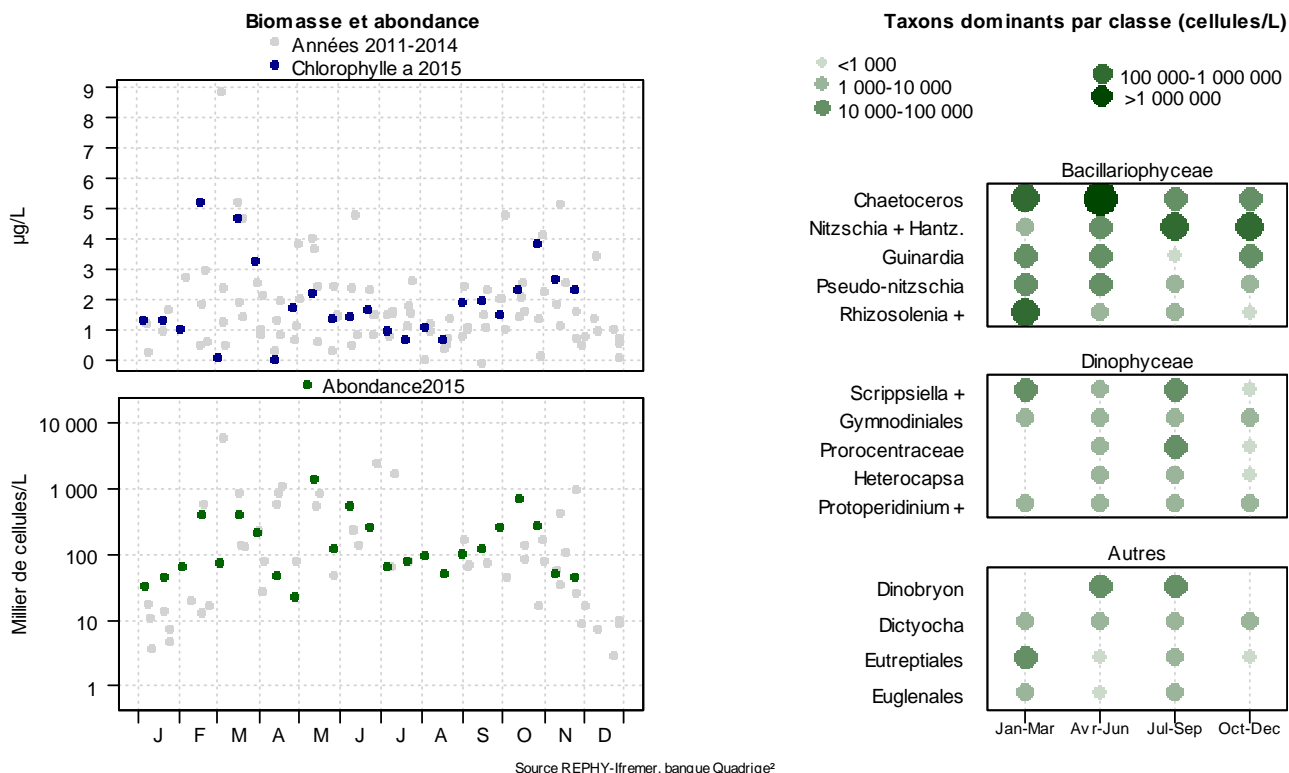 Biomasse et abondance
Années 2011-2014
Chlorophylle a 2015
µg/L
9
8
7
6
5
4
3
2
1
0
Abondance2015
Millier de cellules/L
10 000
1 000
100
10
1
J F M A M J J A S O N D
Taxons dominants par classe (cellules/L)
<1 000
1 000-10 000
10 000-100 000
100 000-1 000 000
>1 000 000
Bacillariophyceae
Chaetoceros
Nitzschia + Hantz.
Guinardia
Pseudo-nitzschia
Rhizosolenia +
Dinophyceae
Scrippsiella +
Gymnodiniales
Prorocentraceae
Heterocapsa
Protoperidinium +
Autres
Dinobryon
Dictyocha
Eutreptiales
Euglenales
Jan-Mar Avr-Jun Jul-Sep Oct-Dec
Source REPHY-Ifremer, banque Quadrige²